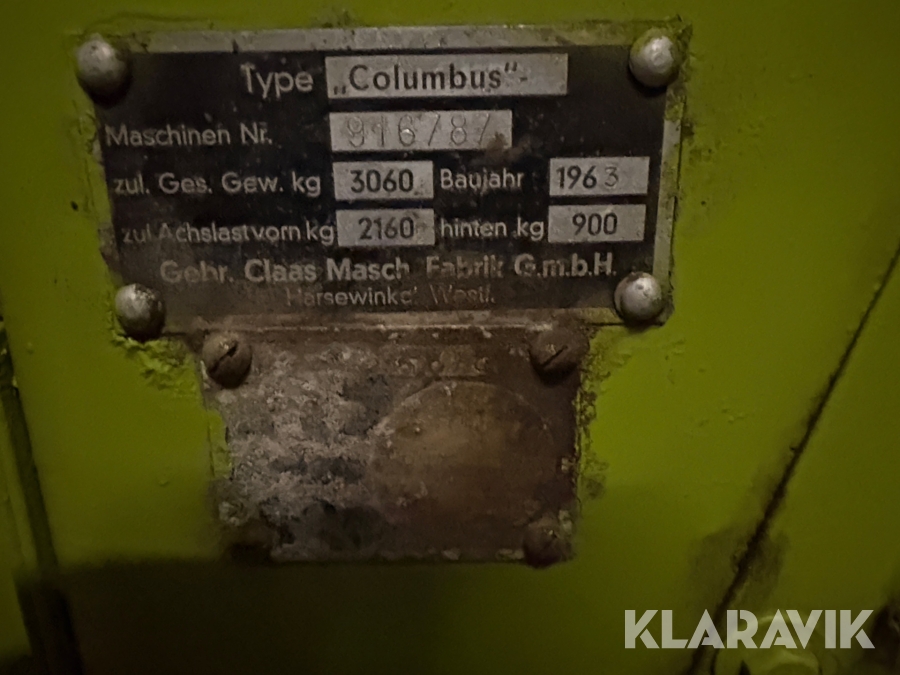 Type „Columbus"-
Maschinen Nr. 916787
zul. Ges. Gew. kg 3060 Baujahr 1963
zul Achslast vorn kg 2160 hinten kg 900
Gebr. Claas Masch. Fabrik G.m.b.H.
Harsewinkel Westf.
KLARAVIK